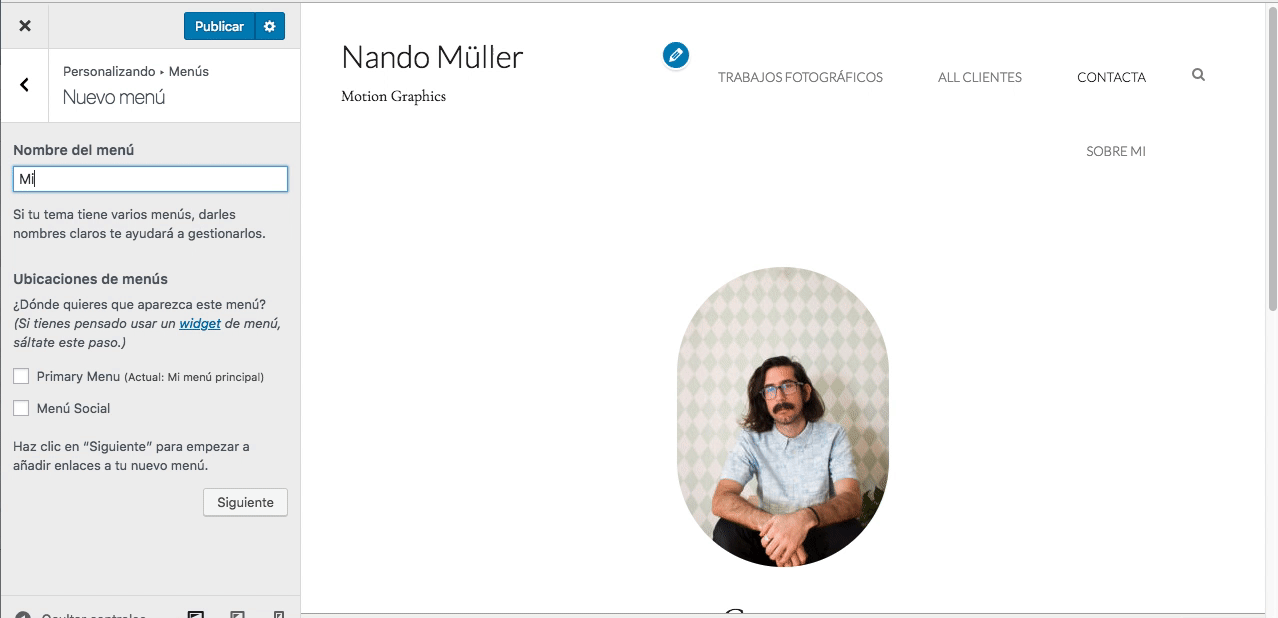 Publicar
Personalizando ▸ Menús
Nuevo menú
Nombre del menú
Mi
Si tu tema tiene varios menús, darles
nombres claros te ayudará a gestionarlos.
Ubicaciones de menús
¿Dónde quieres que aparezca este menú?
(Si tienes pensado usar un widget de menú,
sáltate este paso.)
Primary Menu (Actual: Mi menú principal)
Menú Social
Haz clic en “Siguiente” para empezar a
añadir enlaces a tu nuevo menú.
Siguiente
Ocultar controles
Nando Müller
Motion Graphics
TRABAJOS FOTOGRÁFICOS ALL CLIENTES CONTACTA
SOBRE MI